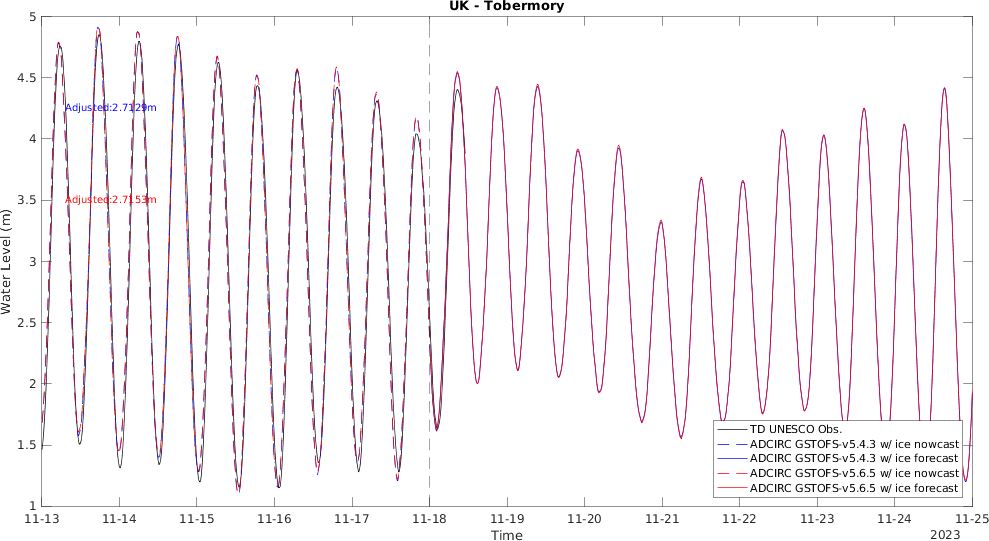 UK - Tobermory
5
4.5
4
3.5
3
2.5
2
1.5
1
Water Level (m)
Adjusted:2.7129m
Adjusted:2.7153m
TD UNESCO Obs.
ADCIRC GSTOFS-v5.4.3 w/ ice nowcast
ADCIRC GSTOFS-v5.4.3 w/ ice forecast
ADCIRC GSTOFS-v5.6.5 w/ ice nowcast
ADCIRC GSTOFS-v5.6.5 w/ ice forecast
11-13 11-14 11-15 11-16 11-17 11-18 11-19 11-20 11-21 11-22 11-23 11-24 11-25
Time
2023